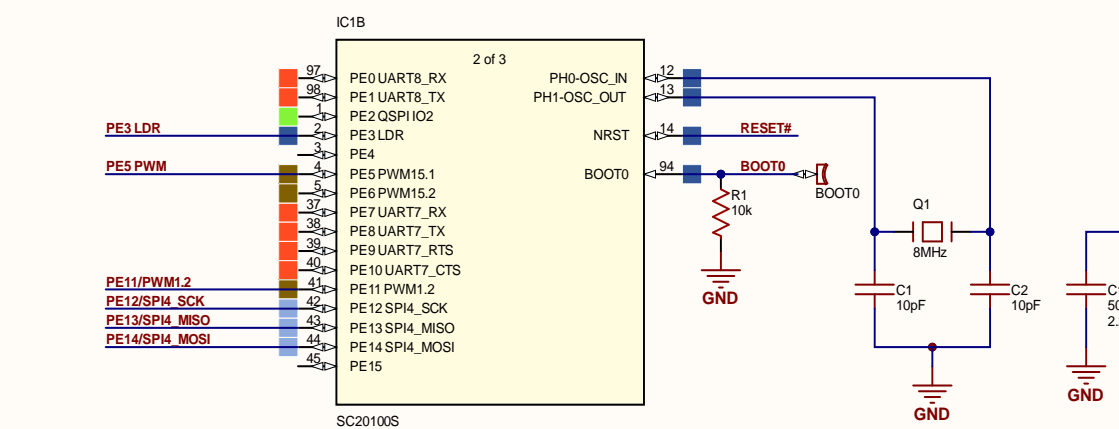 IC1B
2 of 3
97 PE0 UART8_RX
98 PE1 UART8_TX
1 PE2 QSPI IO2
PE3 LDR 2 PE3 LDR
3 PE4
PE5 PWM 4 PE5 PWM15.1
5 PE6 PWM15.2
37 PE7 UART7_RX
38 PE8 UART7_TX
39 PE9 UART7_RTS
40 PE10 UART7_CTS
PE11/PWM1.2 41 PE11 PWM1.2
PE12/SPI4_SCK 42 PE12 SPI4_SCK
PE13/SPI4_MISO 43 PE13 SPI4_MISO
PE14/SPI4_MOSI 44 PE14 SPI4_MOSI
45 PE15
PH0-OSC_IN 12
PH1-OSC_OUT 13
NRST 14 RESET#
BOOT0 94 BOOT0
BOOT0
R1
10k
GND
Q1
8MHz
C1
10pF
C2
10pF
GND
GND
SC20100S